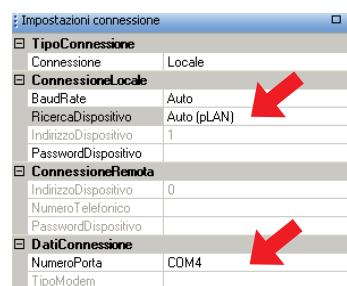 Impostazioni connessione
TipoConnessione
Connessione Locale
ConnessioneLocale
BaudRate Auto
RicercaDispositivo Auto (pLAN)
IndirizzoDispositivo 1
PasswordDispositivo
ConnessioneRemota
IndirizzoDispositivo 0
NumeroTelefonico
PasswordDispositivo
DatiConnessione
NumeroPorta COM4
TipoModem